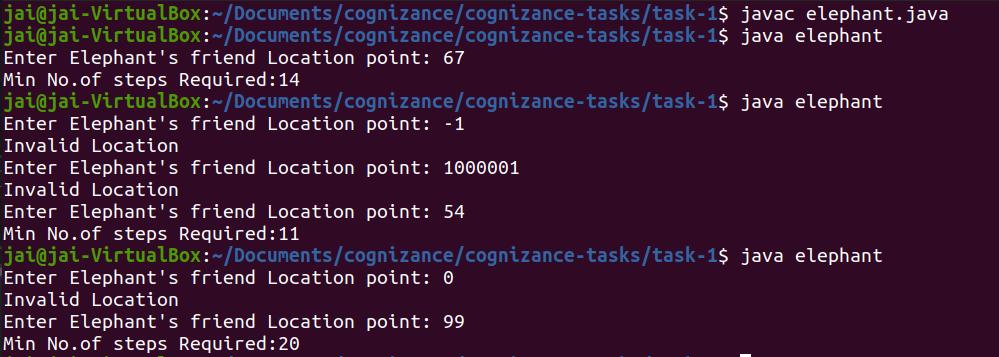 jai@jai-VirtualBox:~/Documents/cognizance/cognizance-tasks/task-1$ javac elephant.java
jai@jai-VirtualBox:~/Documents/cognizance/cognizance-tasks/task-1$ java elephant
Enter Elephant's friend Location point: 67
Min No.of steps Required:14
jai@jai-VirtualBox:~/Documents/cognizance/cognizance-tasks/task-1$ java elephant
Enter Elephant's friend Location point: -1
Invalid Location
Enter Elephant's friend Location point: 1000001
Invalid Location
Enter Elephant's friend Location point: 54
Min No.of steps Required:11
jai@jai-VirtualBox:~/Documents/cognizance/cognizance-tasks/task-1$ java elephant
Enter Elephant's friend Location point: 0
Invalid Location
Enter Elephant's friend Location point: 99
Min No.of steps Required:20